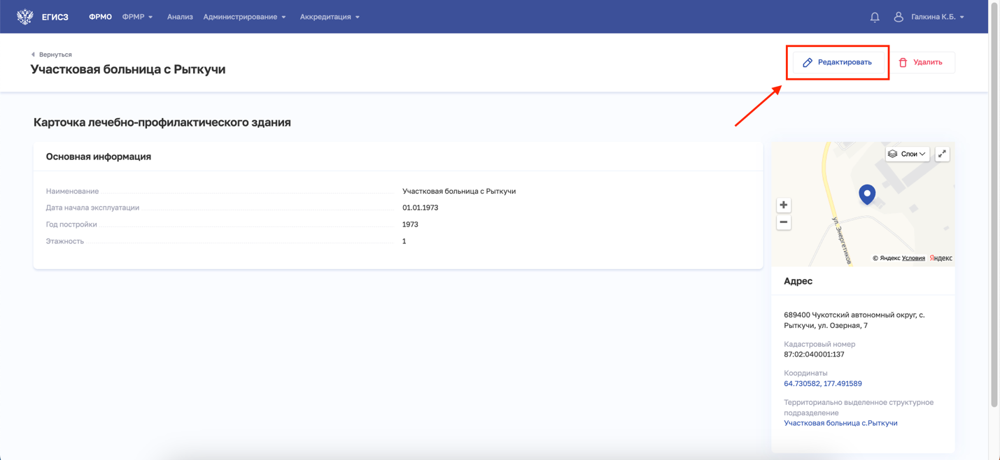 ЕГИСЗ ФРМО ФРМР Анализ Администрирование Аккредитация Галкина К.Б.
Вернуться
Участковая больница с Рыткучи
Редактировать Удалить
Карточка лечебно-профилактического здания
Основная информация
Наименование Участковая больница с Рыткучи
Дата начала эксплуатации 01.01.1973
Год постройки 1973
Этажность 1
Слои
ул. Энергетиков
© Яндекс Условия Яндекс
Адрес
689400 Чукотский автономный округ, с.
Рыткучи, ул. Озерная, 7
Кадастровый номер
87:02:040001:137
Координаты
64.730582, 177.491589
Территориально выделенное структурное
подразделение
Участковая больница с.Рыткучи